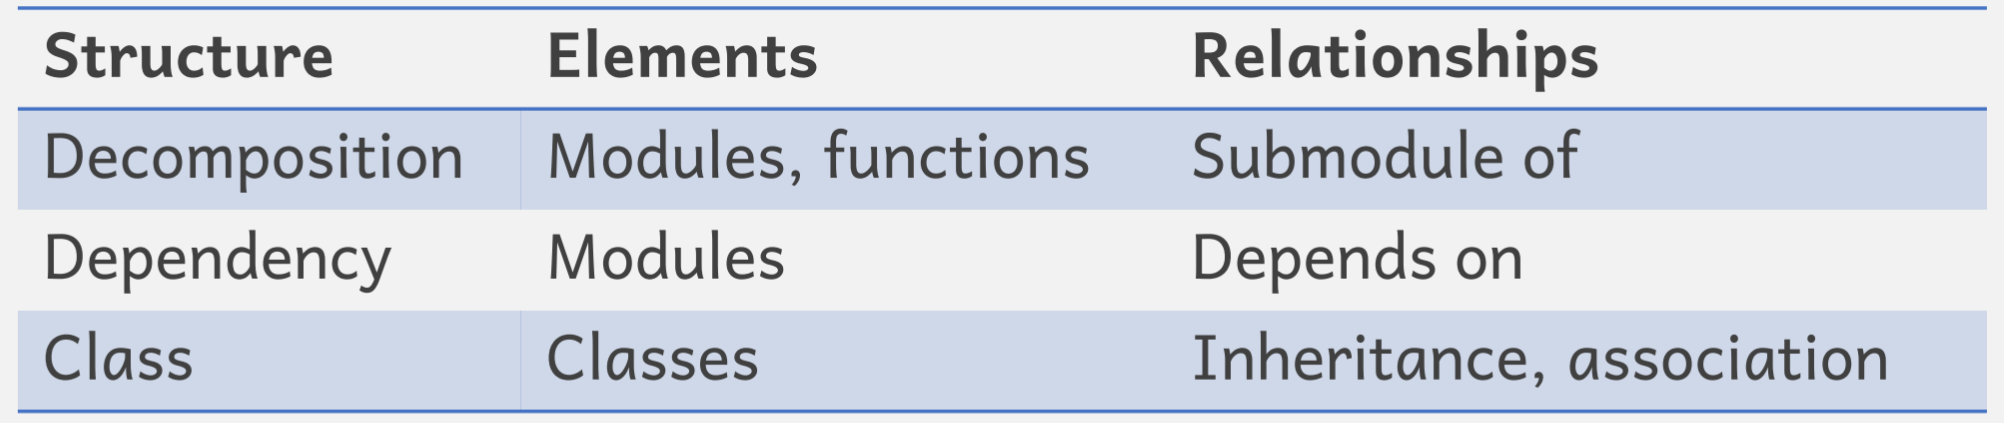 Structure Elements Relationships
Decomposition Modules, functions Submodule of
Dependency Modules Depends on
Class Classes Inheritance, association